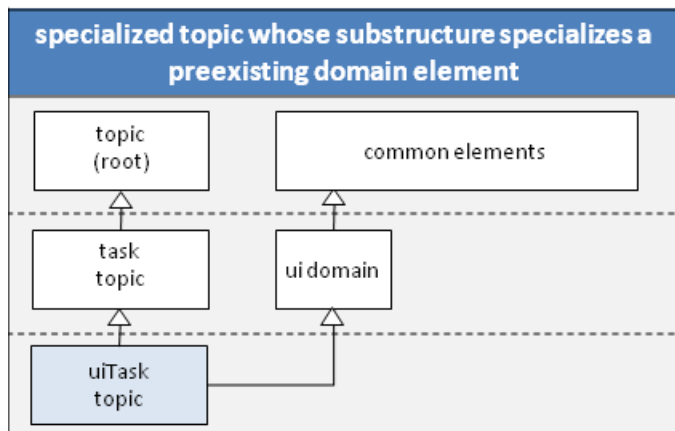 specialized topic whose substructure specializes a
preexisting domain element
topic
(root)
common elements
task
topic
ui domain
uiTask
topic